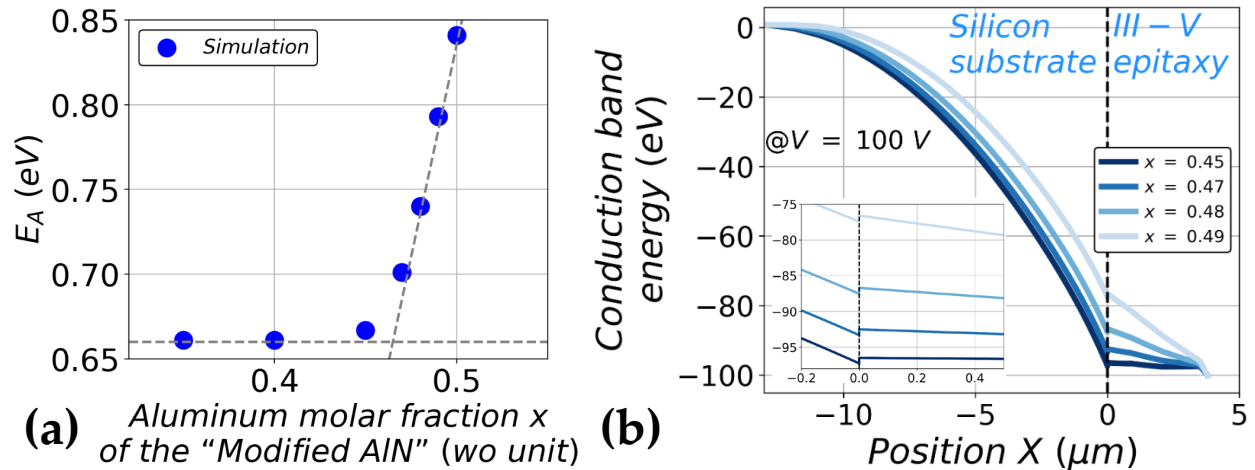 0.85
0.80
0.75
0.70
0.65
E_A (eV)
Simulation
0.4
0.5
(a)
Aluminum molar fraction x
of the “Modified AlN” (wo unit)
0
−20
−40
−60
−80
−100
Conduction band
energy (eV)
Silicon
substrate
III − V
epitaxy
@V = 100 V
x = 0.45
x = 0.47
x = 0.48
x = 0.49
−75
−80
−85
−90
−95
−0.2
0.0
0.2
0.4
−10
−5
0
5
(b)
Position X (μm)